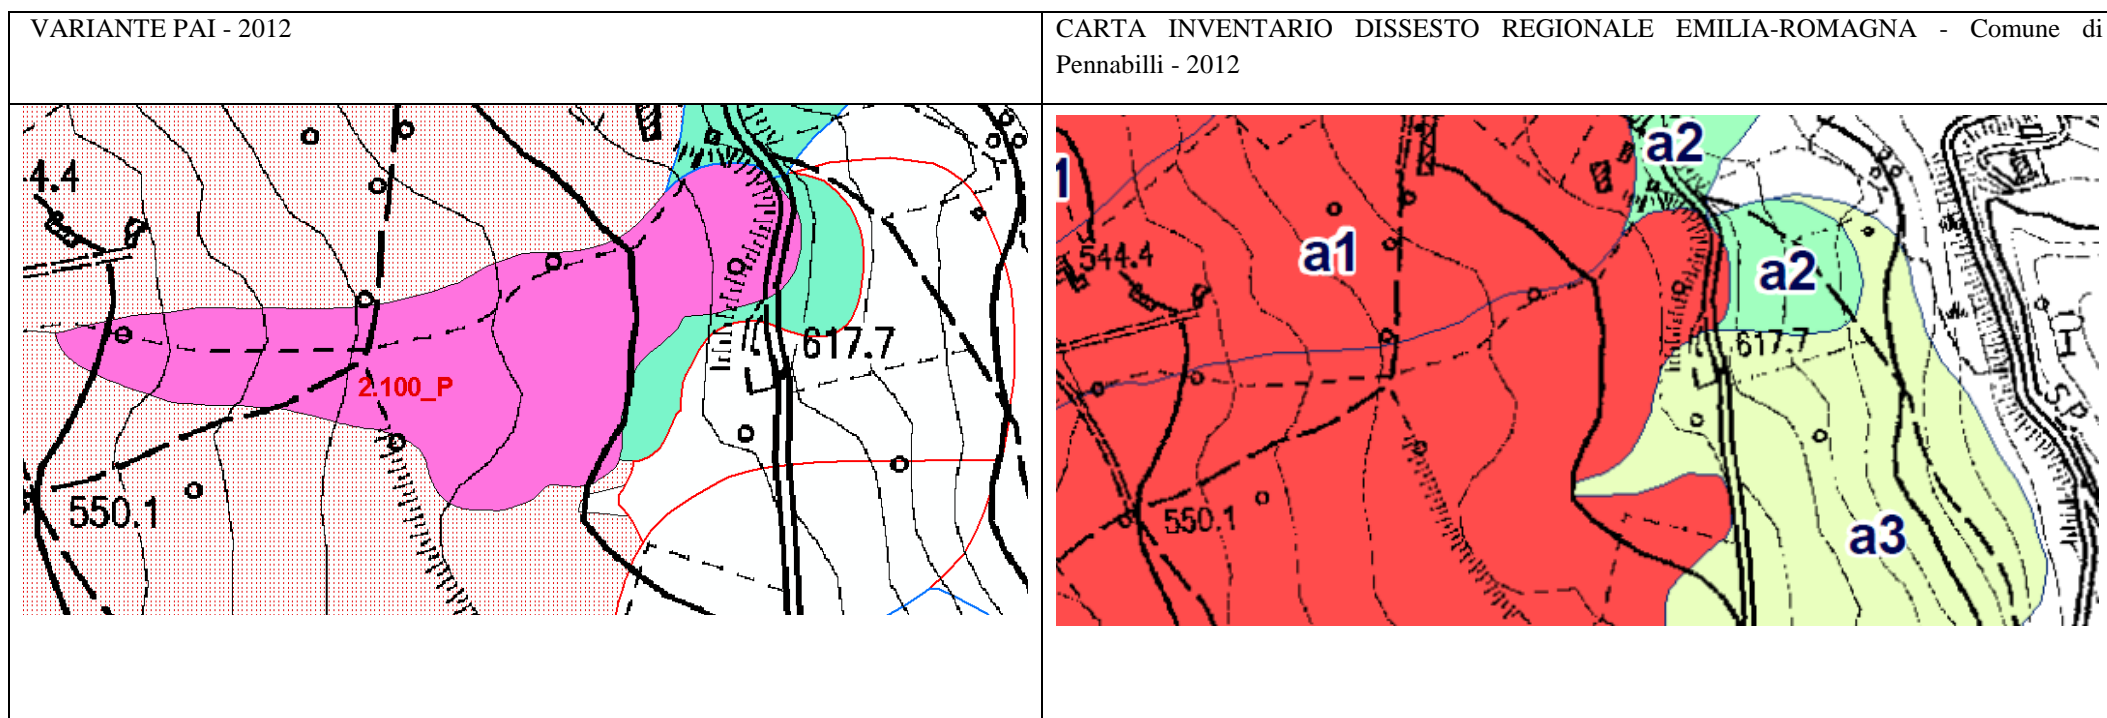 VARIANTE PAI - 2012
CARTA INVENTARIO DISSESTO REGIONALE EMILIA-ROMAGNA - Comune di
Pennabilli - 2012
4.4
617.7
2.100_P
550.1
a2
1
a1
544.4
a2
617.7
S.P.
550.1
a3